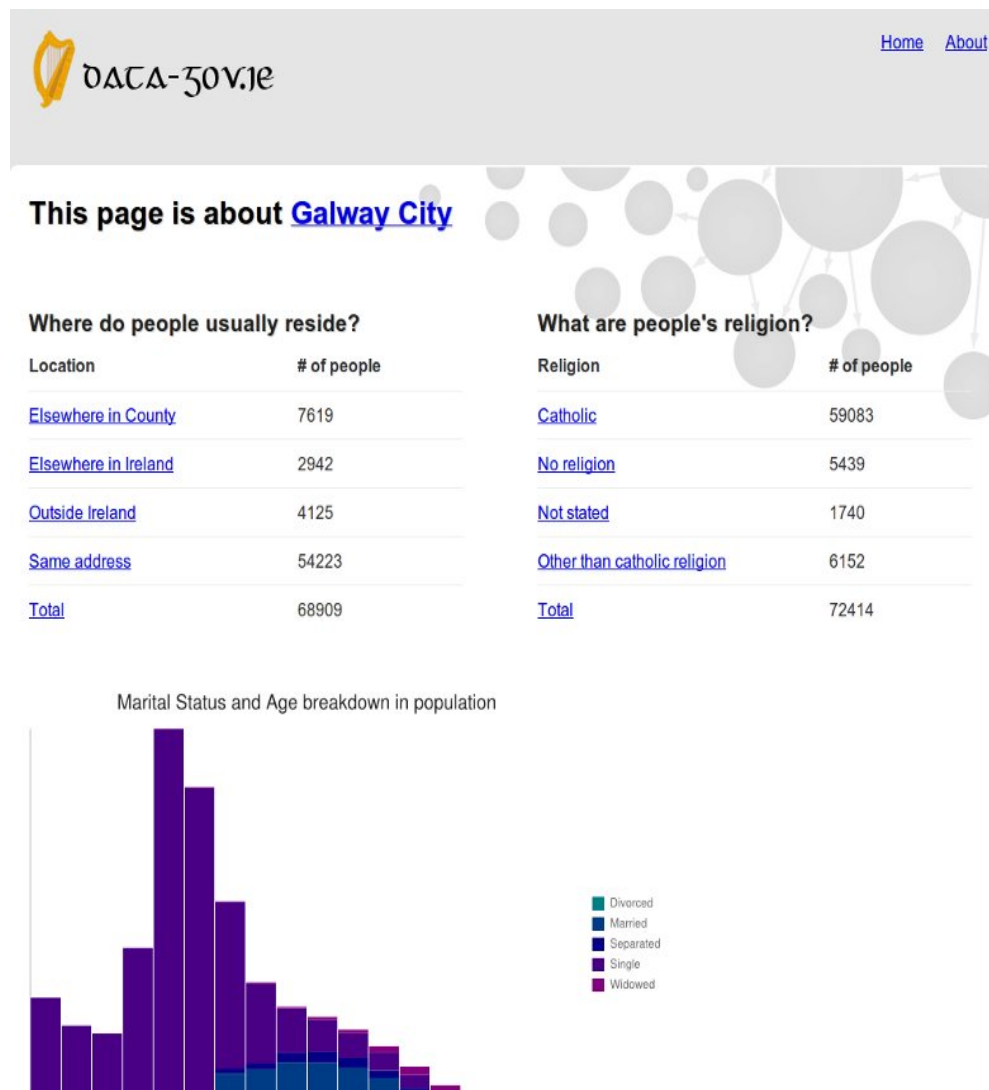 Home About
data-gov.ie
This page is about Galway City
Where do people usually reside?
Location # of people
Elsewhere in County 7619
Elsewhere in Ireland 2942
Outside Ireland 4125
Same address 54223
Total 68909
What are people's religion?
Religion # of people
Catholic 59083
No religion 5439
Not stated 1740
Other than catholic religion 6152
Total 72414
Marital Status and Age breakdown in population
Divorced
Married
Separated
Single
Widowed